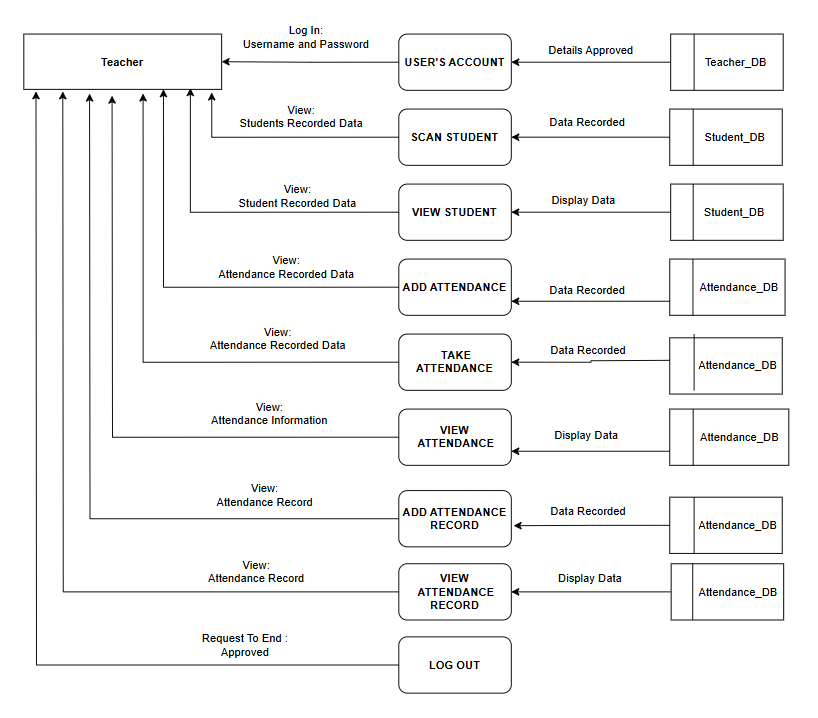 Log In:
Username and Password
Teacher
USER'S ACCOUNT
Details Approved
Teacher_DB
View:
Students Recorded Data
SCAN STUDENT
Data Recorded
Student_DB
View:
Student Recorded Data
VIEW STUDENT
Display Data
Student_DB
View:
Attendance Recorded Data
ADD ATTENDANCE
Data Recorded
Attendance_DB
View:
Attendance Recorded Data
TAKE
ATTENDANCE
Data Recorded
Attendance_DB
View:
Attendance Information
VIEW
ATTENDANCE
Display Data
Attendance_DB
View:
Attendance Record
ADD ATTENDANCE
RECORD
Data Recorded
Attendance_DB
View:
Attendance Record
VIEW
ATTENDANCE
RECORD
Display Data
Attendance_DB
Request To End :
Approved
LOG OUT